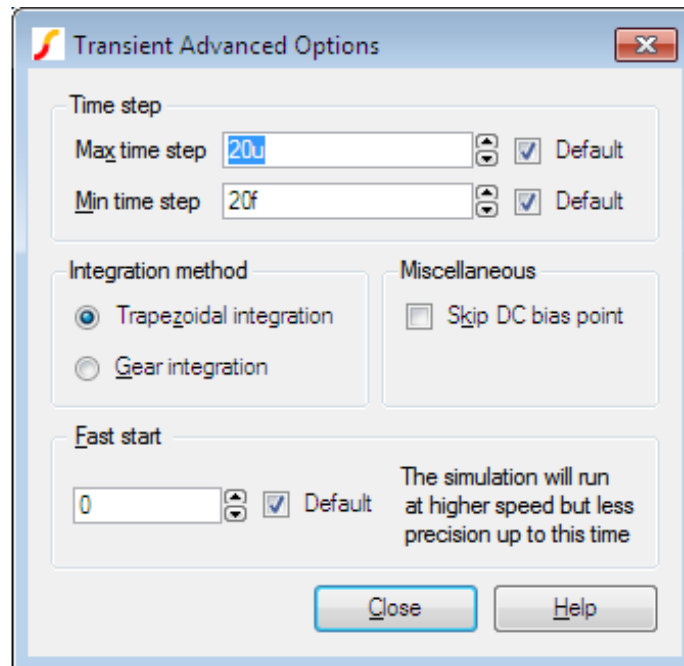 Transient Advanced Options
Time step
Max time step 20u Default
Min time step 20f Default
Integration method
Trapezoidal integration
Gear integration
Miscellaneous
Skip DC bias point
Fast start
0 Default
The simulation will run
at higher speed but less
precision up to this time
Close Help